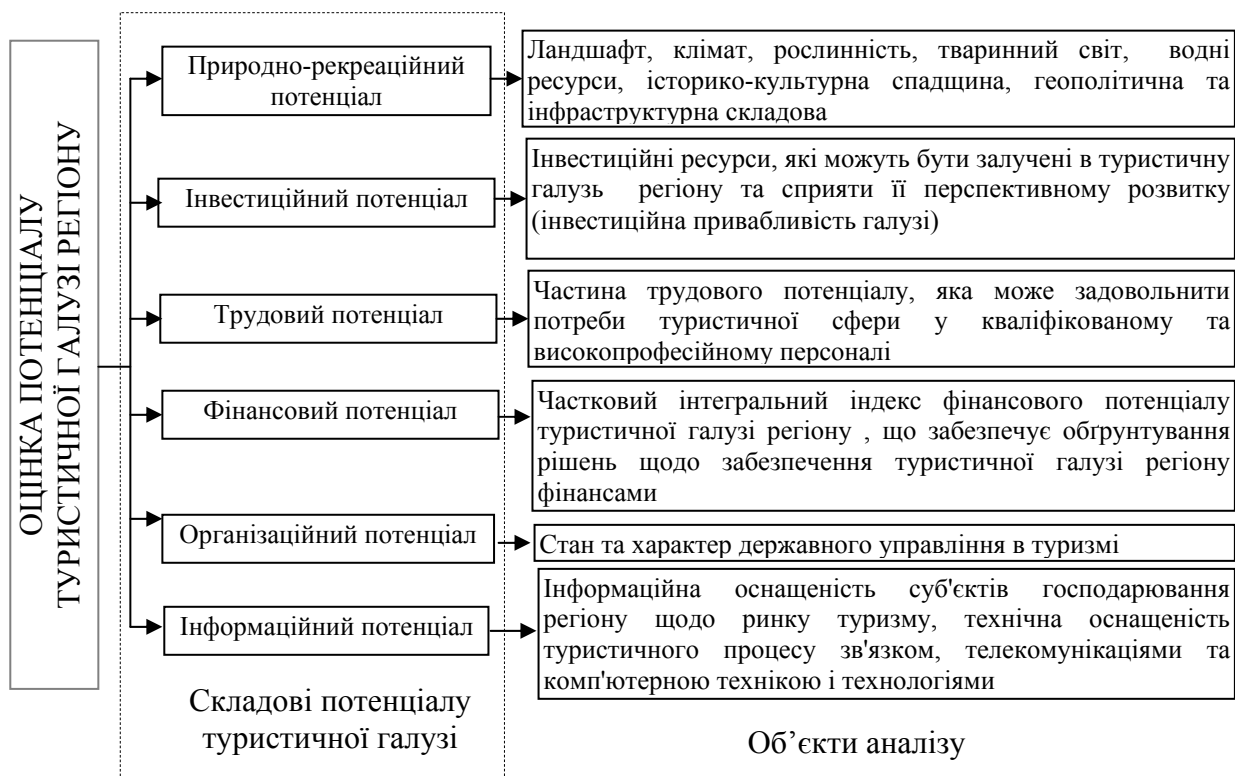 ОЦІНКА ПОТЕНЦІАЛУ
ТУРИСТИЧНОЇ ГАЛУЗІ РЕГІОНУ
Природно-рекреаційний
потенціал
Ландшафт, клімат, рослинність, тваринний світ, водні
ресурси, історико-культурна спадщина, геополітична та
інфраструктурна складова
Інвестиційний потенціал
Інвестиційні ресурси, які можуть бути залучені в туристичну
галузь регіону та сприяти її перспективному розвитку
(інвестиційна привабливість галузі)
Трудовий потенціал
Частина трудового потенціалу, яка може задовольнити
потреби туристичної сфери у кваліфікованому та
високопрофесійному персоналі
Фінансовий потенціал
Частковий інтегральний індекс фінансового потенціалу
туристичної галузі регіону , що забезпечує обґрунтування
рішень щодо забезпечення туристичної галузі регіону
фінансами
Організаційний потенціал
Стан та характер державного управління в туризмі
Інформаційний потенціал
Інформаційна оснащеність суб'єктів господарювання
регіону щодо ринку туризму, технічна оснащеність
туристичного процесу зв'язком, телекомунікаціями та
комп'ютерною технікою і технологіями
Складові потенціалу
туристичної галузі
Об’єкти аналізу